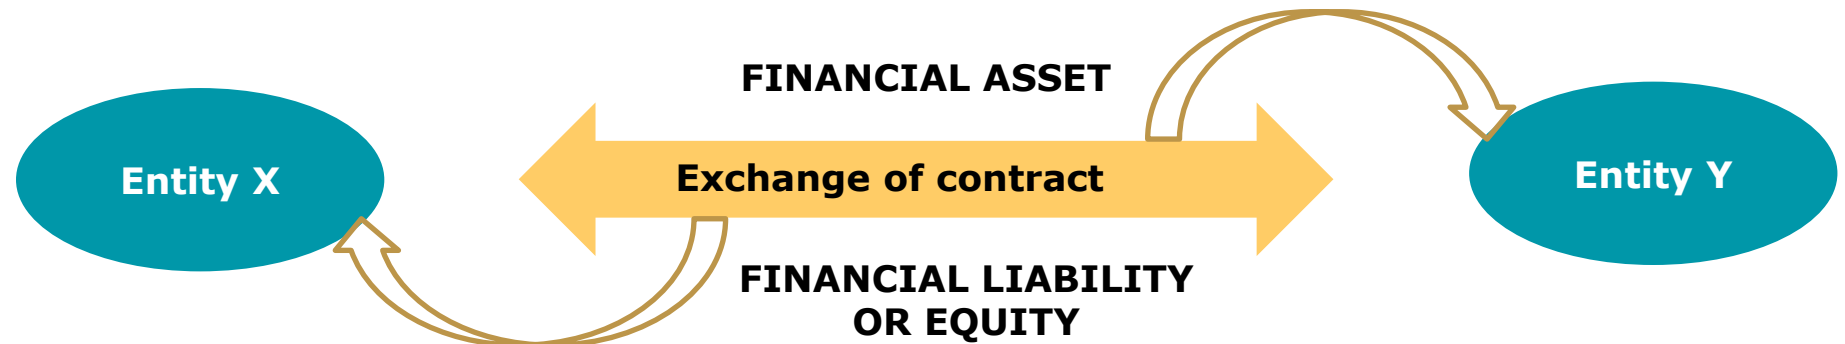 FINANCIAL ASSET
Entity X
Exchange of contract
Entity Y
FINANCIAL LIABILITY
OR EQUITY